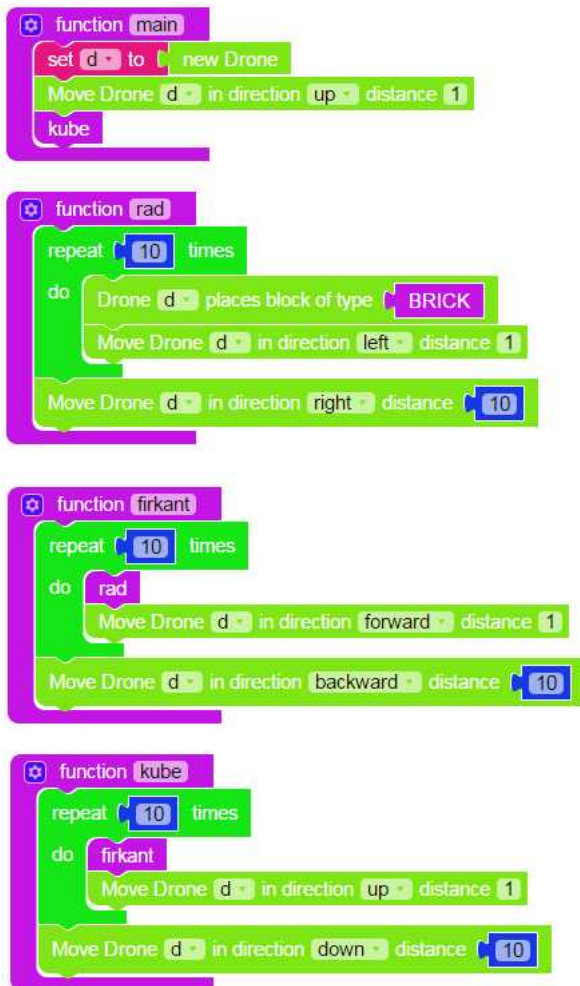 function main
set d to new Drone
Move Drone d in direction up distance 1
kube
function rad
repeat 10 times
do Drone d places block of type BRICK
Move Drone d in direction left distance 1
Move Drone d in direction right distance 10
function firkant
repeat 10 times
do rad
Move Drone d in direction forward distance 1
Move Drone d in direction backward distance 10
function kube
repeat 10 times
do firkant
Move Drone d in direction up distance 1
Move Drone d in direction down distance 10